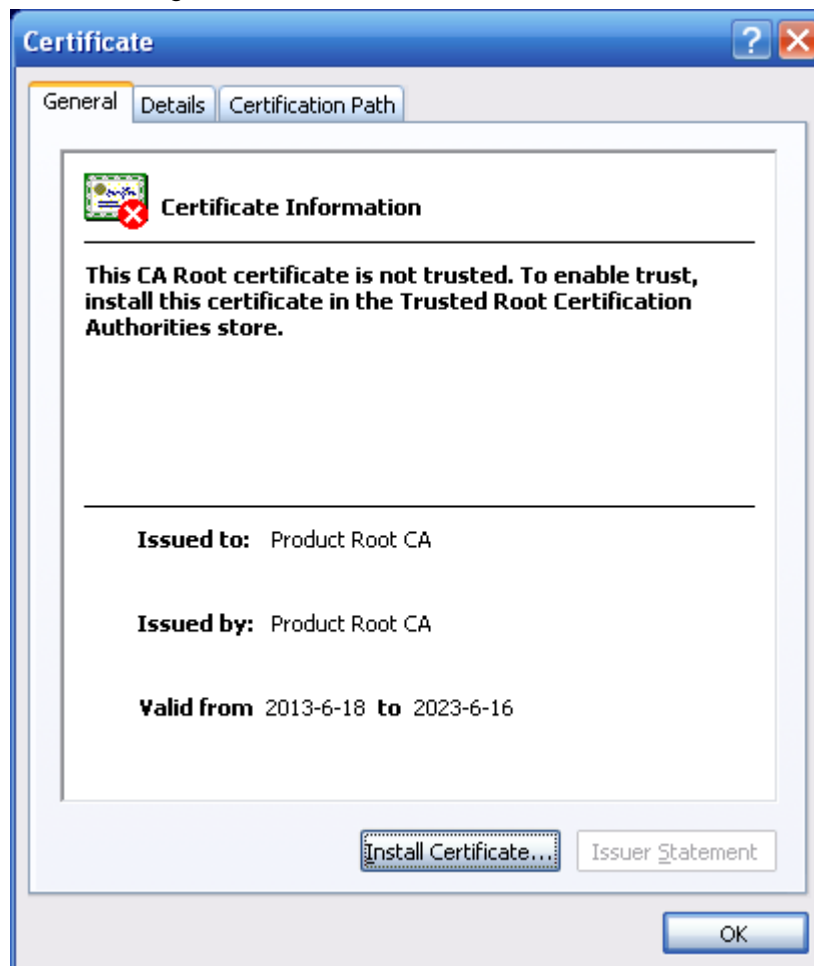 Certificate
General Details Certification Path
Certificate Information
This CA Root certificate is not trusted. To enable trust,
install this certificate in the Trusted Root Certification
Authorities store.
Issued to: Product Root CA
Issued by: Product Root CA
Valid from 2013-6-18 to 2023-6-16
Install Certificate... Issuer Statement
OK